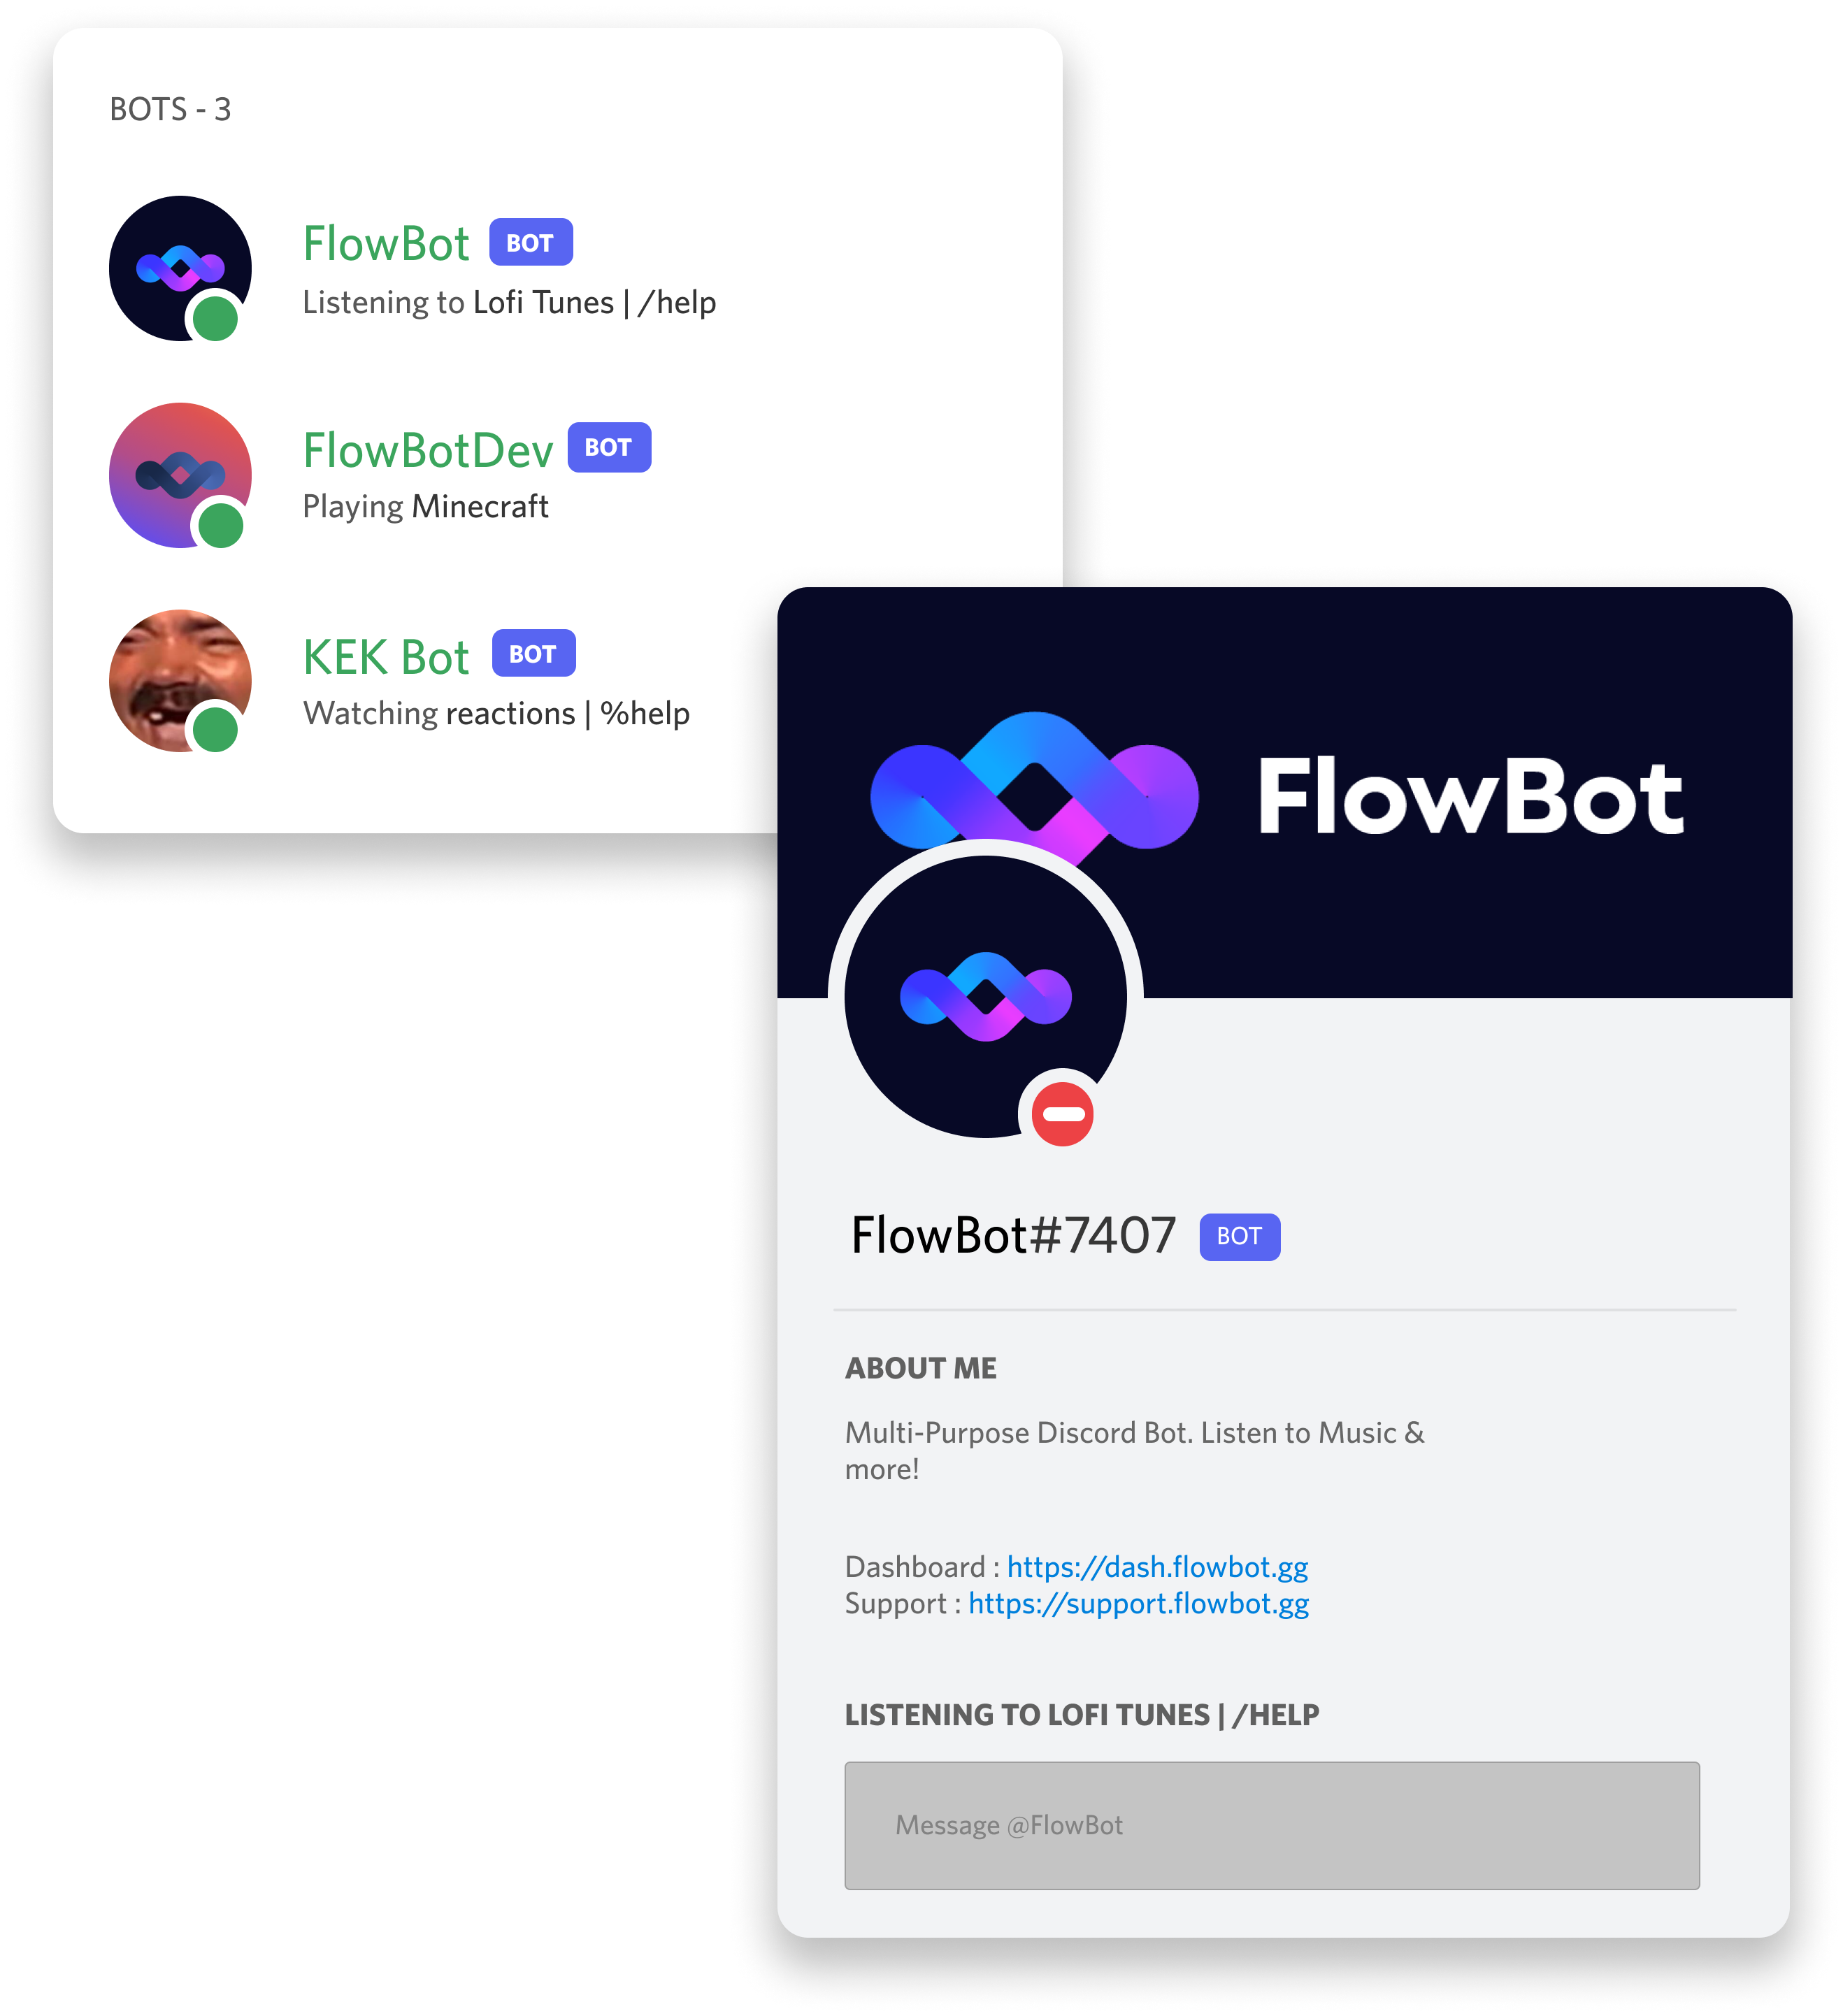 BOTS - 3
FlowBot BOT
Listening to Lofi Tunes | /help
FlowBotDev BOT
Playing Minecraft
KEK Bot BOT
Watching reactions | %help
FlowBot
FlowBot#7407 BOT
ABOUT ME
Multi-Purpose Discord Bot. Listen to Music &
more!
Dashboard : https://dash.flowbot.gg
Support : https://support.flowbot.gg
LISTENING TO LOFI TUNES | /HELP
Message @FlowBot